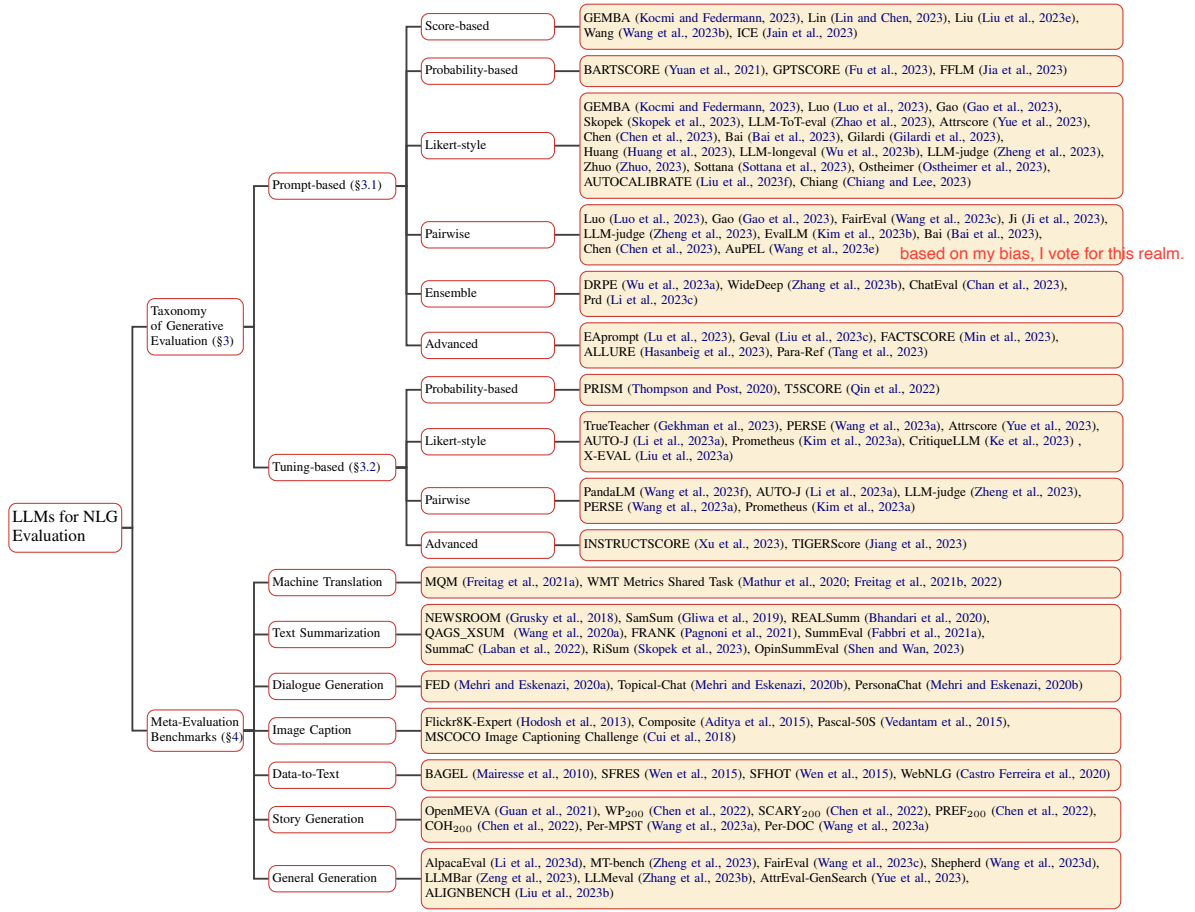 LLMs for NLG
Evaluation
Taxonomy
of Generative
Evaluation (§3)
Prompt-based (§3.1)
Score-based
GEMBA (Kocmi and Federmann, 2023), Lin (Lin and Chen, 2023), Liu (Liu et al., 2023e),
Wang (Wang et al., 2023b), ICE (Jain et al., 2023)
Probability-based
BARTSCORE (Yuan et al., 2021), GPTSCORE (Fu et al., 2023), FFLM (Jia et al., 2023)
Likert-style
GEMBA (Kocmi and Federmann, 2023), Luo (Luo et al., 2023), Gao (Gao et al., 2023),
Skopek (Skopek et al., 2023), LLM-ToT-eval (Zhao et al., 2023), Attrscore (Yue et al., 2023),
Chen (Chen et al., 2023), Bai (Bai et al., 2023), Gilardi (Gilardi et al., 2023),
Huang (Huang et al., 2023), LLM-longeval (Wu et al., 2023b), LLM-judge (Zheng et al., 2023),
Zhuo (Zhuo, 2023), Sottana (Sottana et al., 2023), Ostheimer (Ostheimer et al., 2023),
AUTOCALIBRATE (Liu et al., 2023f), Chiang (Chiang and Lee, 2023)
Pairwise
Luo (Luo et al., 2023), Gao (Gao et al., 2023), FairEval (Wang et al., 2023c), Ji (Ji et al., 2023),
LLM-judge (Zheng et al., 2023), EvalLM (Kim et al., 2023b), Bai (Bai et al., 2023),
Chen (Chen et al., 2023), AuPEL (Wang et al., 2023e)
based on my bias, I vote for this realm.
Ensemble
DRPE (Wu et al., 2023a), WideDeep (Zhang et al., 2023b), ChatEval (Chan et al., 2023),
Prd (Li et al., 2023c)
Advanced
EAprompt (Lu et al., 2023), Geval (Liu et al., 2023c), FACTSCORE (Min et al., 2023),
ALLURE (Hasanbeig et al., 2023), Para-Ref (Tang et al., 2023)
Tuning-based (§3.2)
Probability-based
PRISM (Thompson and Post, 2020), T5SCORE (Qin et al., 2022)
Likert-style
TrueTeacher (Gekhman et al., 2023), PERSE (Wang et al., 2023a), Attrscore (Yue et al., 2023),
AUTO-J (Li et al., 2023a), Prometheus (Kim et al., 2023a), CritiqueLLM (Ke et al., 2023) ,
X-EVAL (Liu et al., 2023a)
Pairwise
PandaLM (Wang et al., 2023f), AUTO-J (Li et al., 2023a), LLM-judge (Zheng et al., 2023),
PERSE (Wang et al., 2023a), Prometheus (Kim et al., 2023a)
Advanced
INSTRUCTSCORE (Xu et al., 2023), TIGERScore (Jiang et al., 2023)
Meta-Evaluation
Benchmarks (§4)
Machine Translation
MQM (Freitag et al., 2021a), WMT Metrics Shared Task (Mathur et al., 2020; Freitag et al., 2021b, 2022)
Text Summarization
NEWSROOM (Grusky et al., 2018), SamSum (Gliwa et al., 2019), REALSumm (Bhandari et al., 2020),
QAGS_XSUM (Wang et al., 2020a), FRANK (Pagnoni et al., 2021), SummEval (Fabbri et al., 2021a),
SummaC (Laban et al., 2022), RiSum (Skopek et al., 2023), OpinSummEval (Shen and Wan, 2023)
Dialogue Generation
FED (Mehri and Eskenazi, 2020a), Topical-Chat (Mehri and Eskenazi, 2020b), PersonaChat (Mehri and Eskenazi, 2020b)
Image Caption
Flickr8K-Expert (Hodosh et al., 2013), Composite (Aditya et al., 2015), Pascal-50S (Vedantam et al., 2015),
MSCOCO Image Captioning Challenge (Cui et al., 2018)
Data-to-Text
BAGEL (Mairesse et al., 2010), SFRES (Wen et al., 2015), SFHOT (Wen et al., 2015), WebNLG (Castro Ferreira et al., 2020)
Story Generation
OpenMEVA (Guan et al., 2021), WP200 (Chen et al., 2022), SCARY200 (Chen et al., 2022), PREF200 (Chen et al., 2022),
COH200 (Chen et al., 2022), Per-MPST (Wang et al., 2023a), Per-DOC (Wang et al., 2023a)
General Generation
AlpacaEval (Li et al., 2023d), MT-bench (Zheng et al., 2023), FairEval (Wang et al., 2023c), Shepherd (Wang et al., 2023d),
LLMBar (Zeng et al., 2023), LLMeval (Zhang et al., 2023b), AttrEval-GenSearch (Yue et al., 2023),
ALIGNBENCH (Liu et al., 2023b)